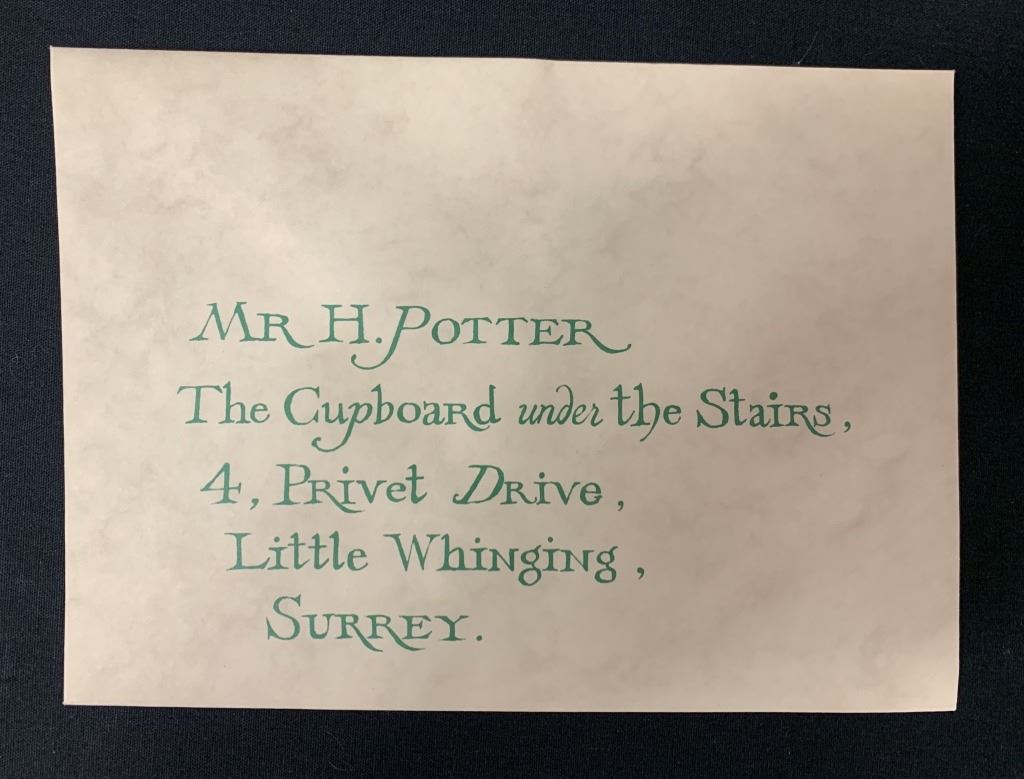 Mr H. Potter
The Cupboard under the Stairs,
4, Privet Drive,
Little Whinging,
Surrey.